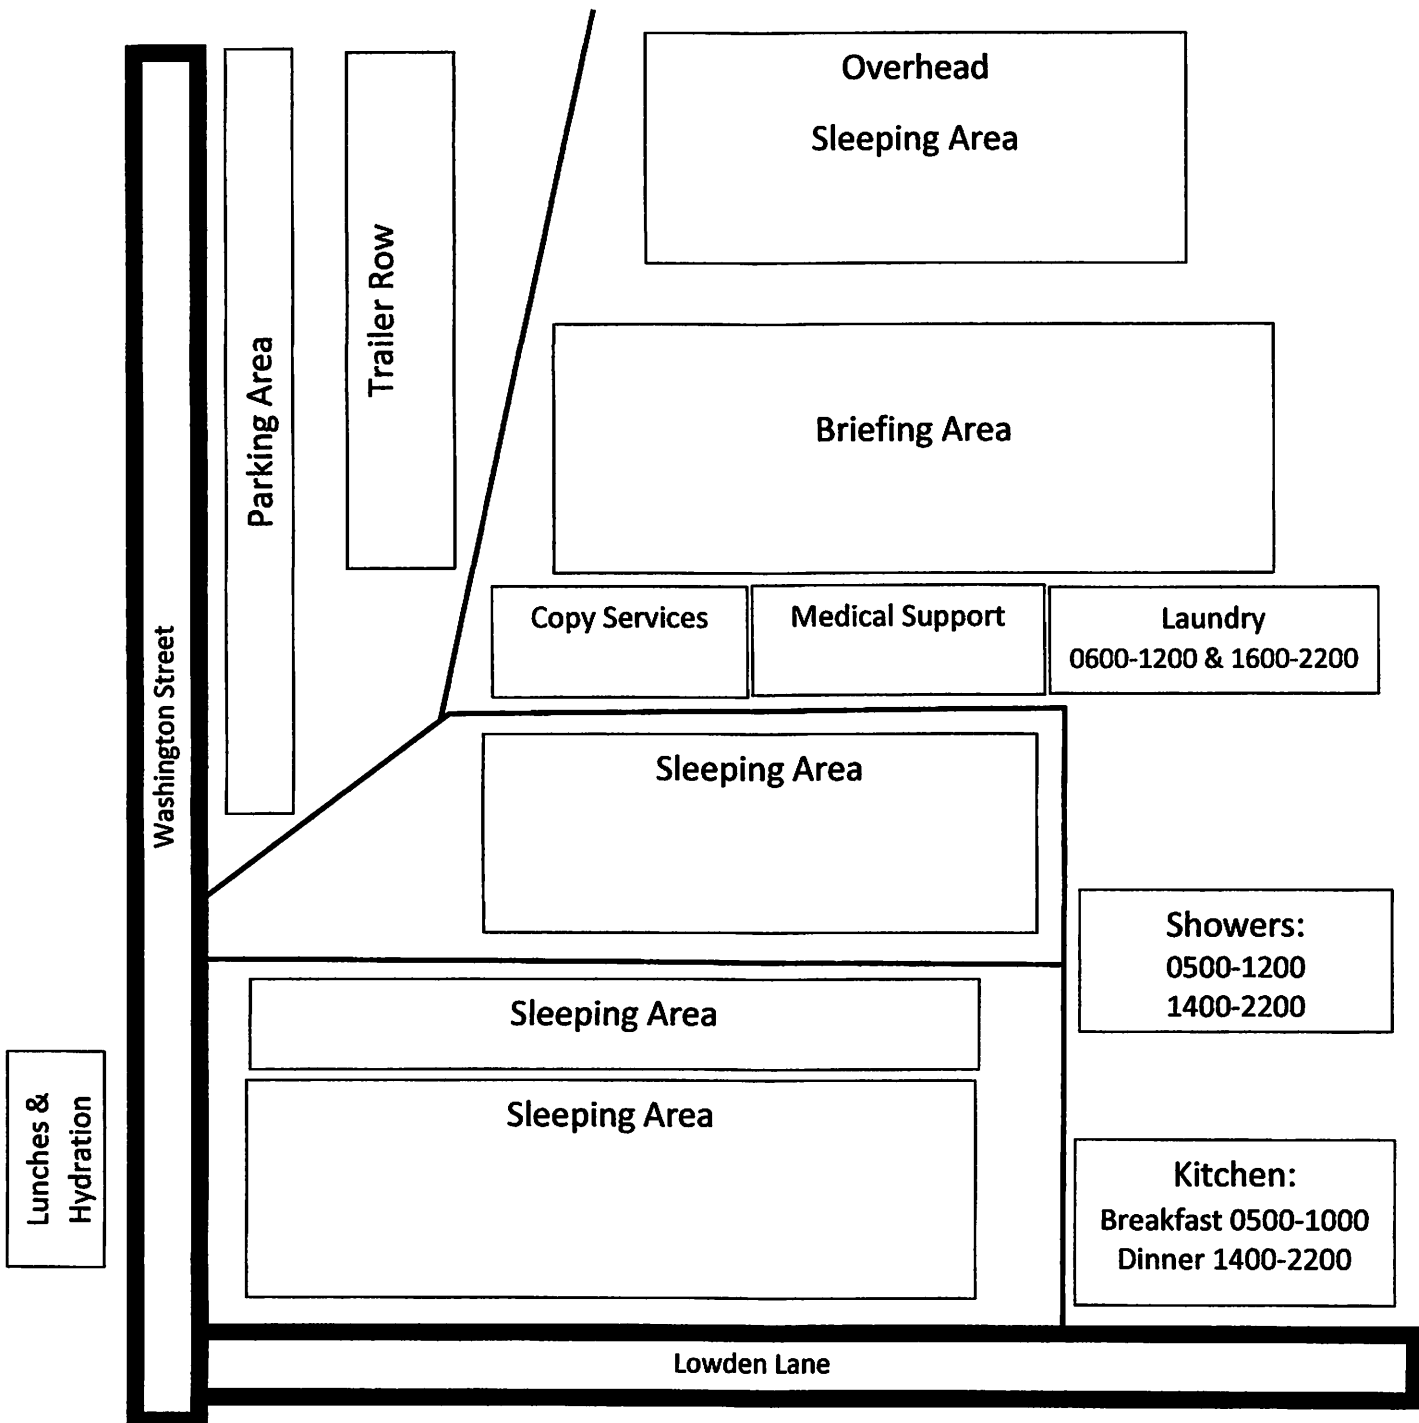 Overhead
Sleeping Area
Trailer Row
Parking Area
Briefing Area
Copy Services
Medical Support
Laundry
0600-1200 & 1600-2200
Washington Street
Sleeping Area
Showers:
0500-1200
1400-2200
Sleeping Area
Lunches &
Hydration
Sleeping Area
Kitchen:
Breakfast 0500-1000
Dinner 1400-2200
Lowden Lane